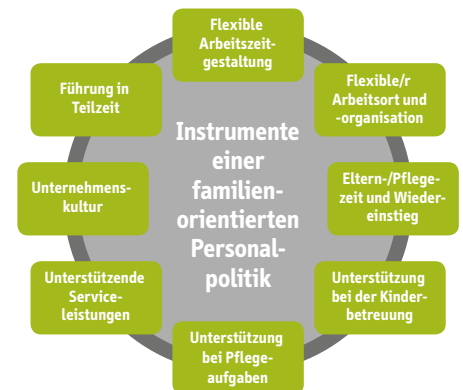 Flexible
Arbeitszeit-
gestaltung
Flexible/r
Arbeitsort und
-organisation
Eltern-/Pflege-
zeit und Wieder-
einstieg
Unterstützung
bei der Kinder-
betreuung
Unterstützung
bei Pflege-
aufgaben
Unterstützende
Service-
leistungen
Unternehmens-
kultur
Führung in
Teilzeit
Instrumente
einer
familien-
orientierten
Personal-
politik